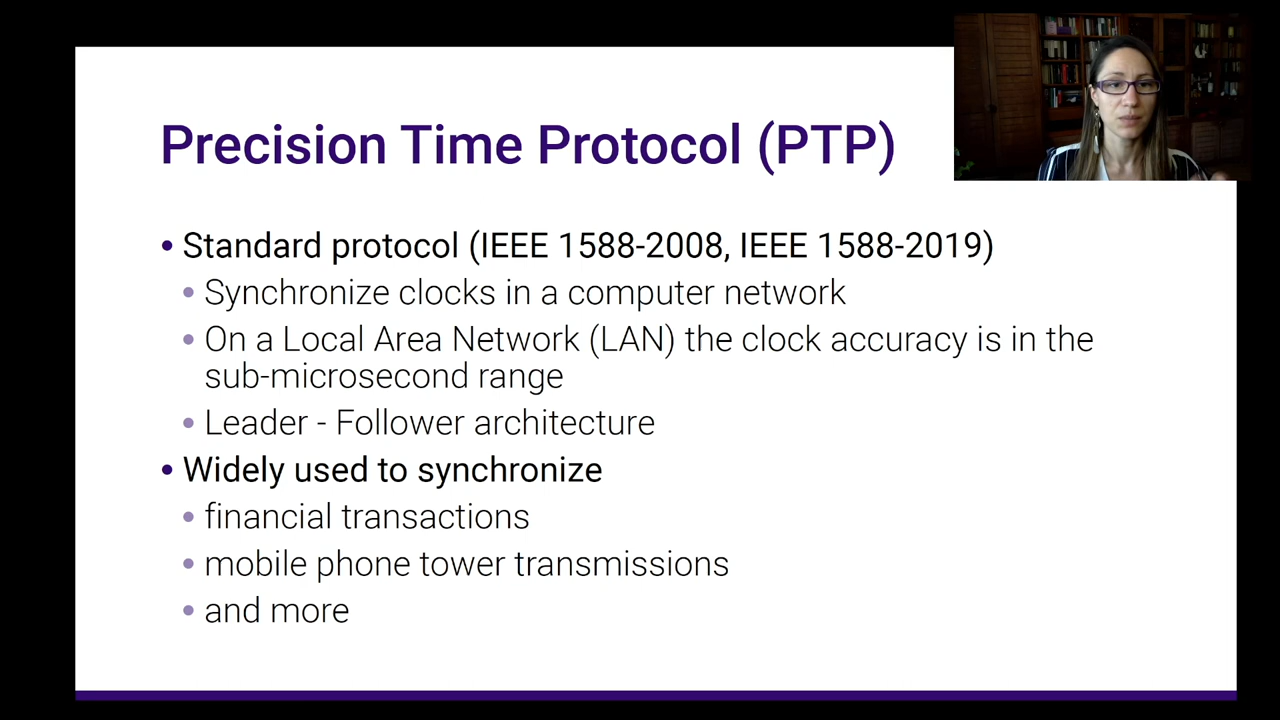 Precision Time Protocol (PTP)
• Standard protocol (IEEE 1588-2008, IEEE 1588-2019)
• Synchronize clocks in a computer network
• On a Local Area Network (LAN) the clock accuracy is in the
sub-microsecond range
• Leader - Follower architecture
• Widely used to synchronize
• financial transactions
• mobile phone tower transmissions
• and more